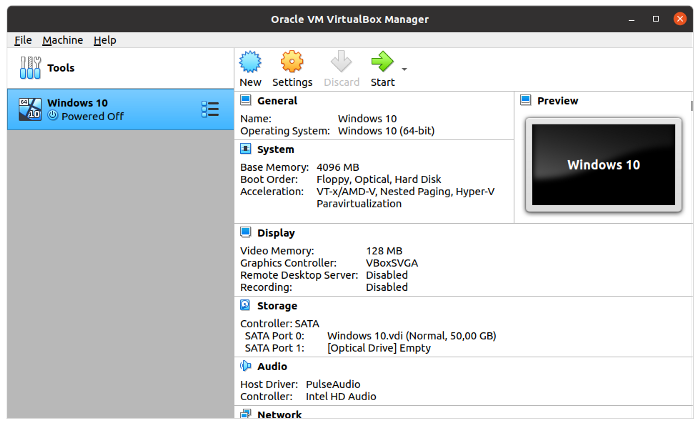 Oracle VM VirtualBox Manager
File Machine Help
Tools
New Settings Discard Start
64
10
Windows 10
Powered Off
General
Name: Windows 10
Operating System: Windows 10 (64-bit)
System
Base Memory: 4096 MB
Boot Order: Floppy, Optical, Hard Disk
Acceleration: VT-x/AMD-V, Nested Paging, Hyper-V
Paravirtualization
Preview
Windows 10
Display
Video Memory: 128 MB
Graphics Controller: VBoxSVGA
Remote Desktop Server: Disabled
Recording: Disabled
Storage
Controller: SATA
SATA Port 0: Windows 10.vdi (Normal, 50,00 GB)
SATA Port 1: [Optical Drive] Empty
Audio
Host Driver: PulseAudio
Controller: Intel HD Audio
Network